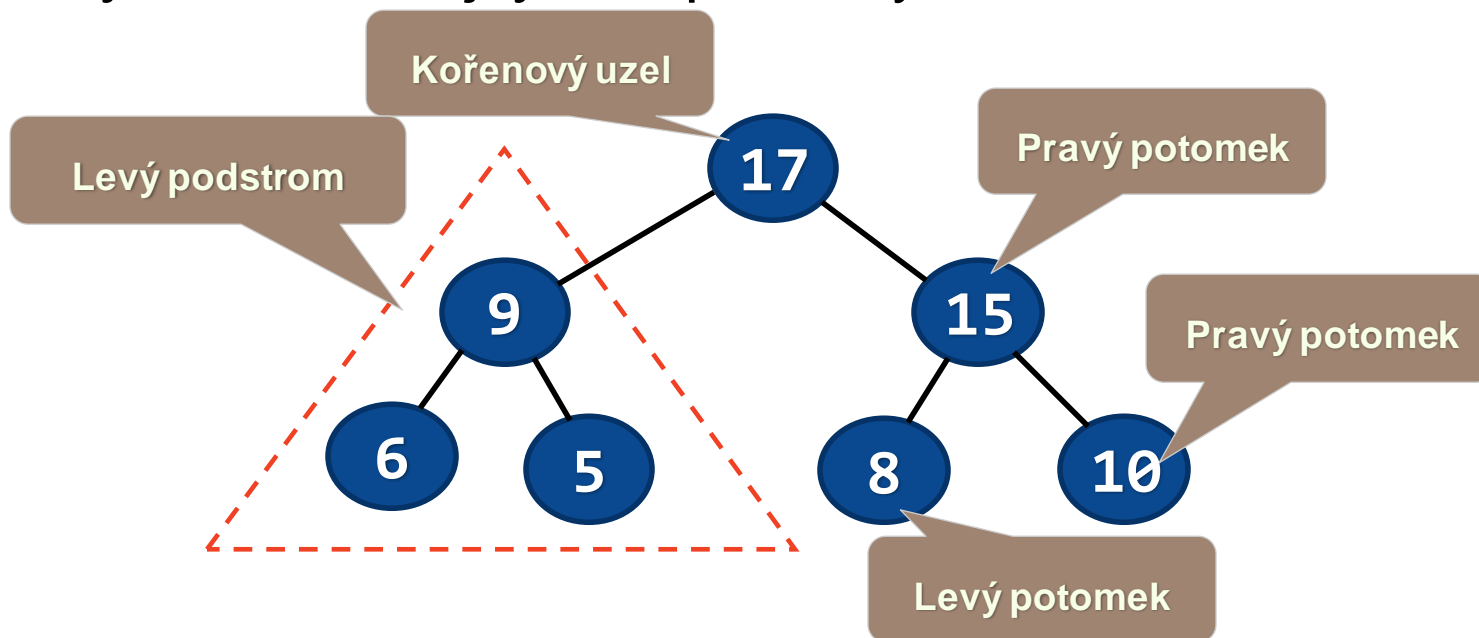 Kořenový uzel
Levý podstrom
17
Pravý potomek
9
15
Pravý potomek
6
5
8
10
Levý potomek